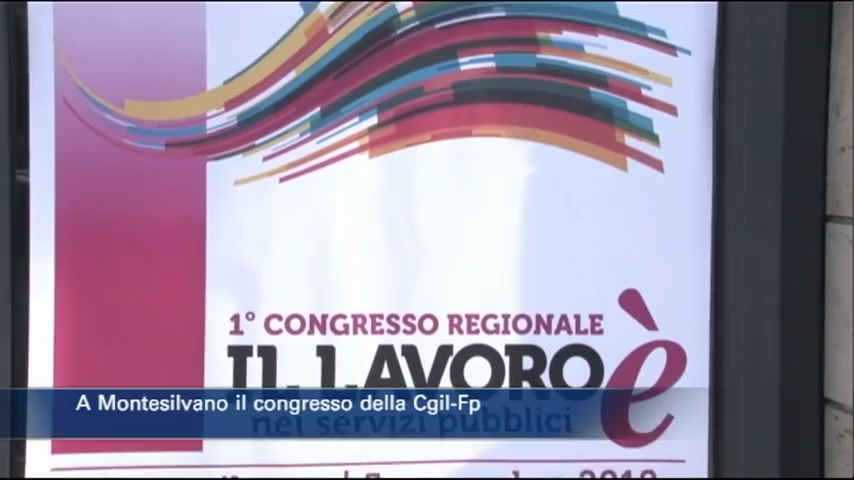 1° CONGRESSO REGIONALE
IL LAVORO è
nei servizi pubblici
A Montesilvano il congresso della Cgil-Fp